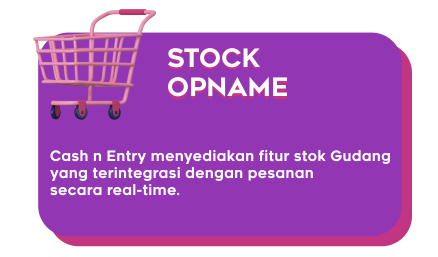 STOCK
OPNAME
Cash n Entry menyediakan fitur stok Gudang
yang terintegrasi dengan pesanan
secara real-time.